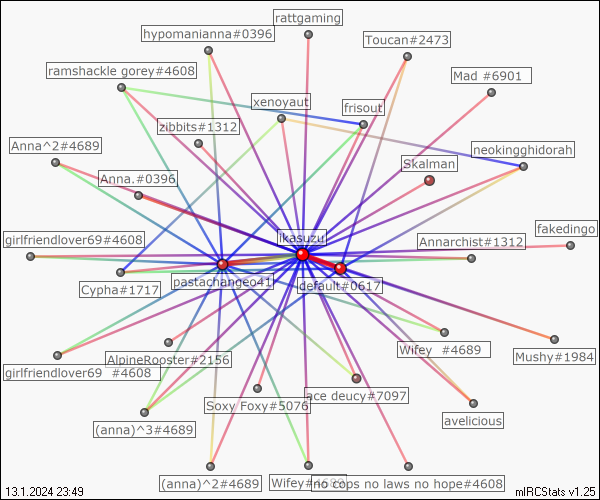 rattgaming
hypomanianna#0396
Toucan#2473
ramshackle gorey#4608
Mad #6901
xenoyaut
frisout
zibbits#1312
Anna^2#4689
neokingghidorah
Skalman
Anna.#0396
fakedingo
girlfriendlover69#4608
ikasuzu
Annarchist#1312
Cypha#1717
pastachangeo41
default#0617
Wifey #4689
Mushy#1984
AlpineRooster#2156
girlfriendlover69 #4608
ace deucy#7097
Soxy Foxy#5076
avelicious
(anna)^3#4689
(anna)^2#4689
Wifey#
no cops no laws no hope#4608
13.1.2024 23:49
mIRCStats v1.25